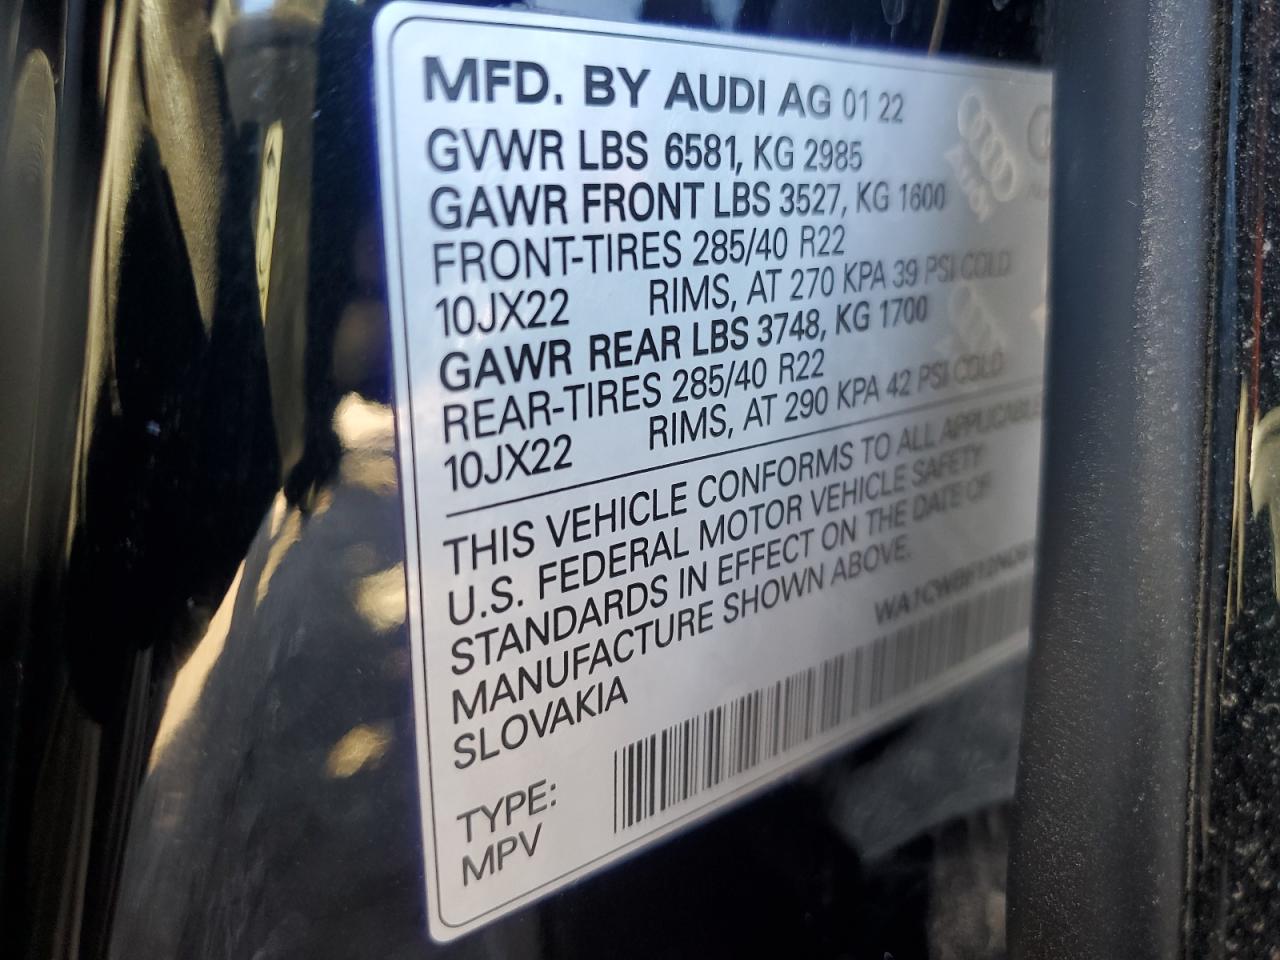 MFD. BY AUDI AG 01 22
GVWR LBS 6581, KG 2985
GAWR FRONT LBS 3527, KG 1600
FRONT-TIRES 285/40 R22
10JX22 RIMS, AT 270 KPA 39 PSI COLD
GAWR REAR LBS 3748, KG 1700
REAR-TIRES 285/40 R22
10JX22 RIMS, AT 290 KPA 42 PSI COLD
THIS VEHICLE CONFORMS TO ALL APPLICABLE
U.S. FEDERAL MOTOR VEHICLE SAFETY
STANDARDS IN EFFECT ON THE DATE OF
MANUFACTURE SHOWN ABOVE.
SLOVAKIA
TYPE:
MPV